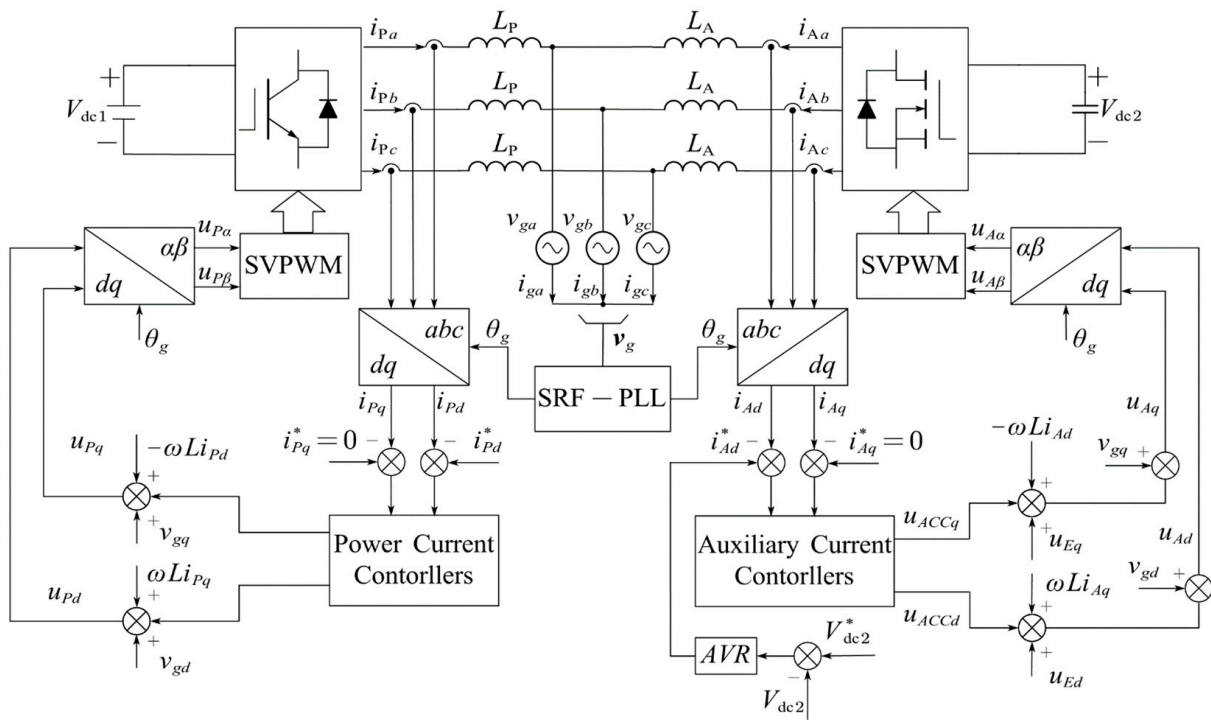 i_Pa L_P L_A i_Aa
+ V_dc1 −
i_Pb L_P L_A i_Ab
+ V_dc2 −
i_Pc L_P L_A i_Ac
v_ga v_gb v_gc
u_Pα αβ SVPWM
u_Pβ dq
θ_g
SVPWM u_Aα αβ
u_Aβ dq
θ_g
i_ga i_gb i_gc
abc θ_g v_g θ_g abc
dq SRF − PLL dq
i_Pq i_Pd i_Ad i_Aq
i*_Pq = 0 − − i*_Pd
i*_Ad − − i*_Aq = 0
u_Pq −ωLi_Pd
+
+ v_gq
u_Pd ωLi_Pq
+
+ v_gd
Power Current
Contorllers
Auxiliary Current
Contorllers
u_ACCq −ωLi_Ad
+
+ u_Eq
v_gq + u_Aq
u_ACCd ωLi_Aq
+
+ u_Ed
v_gd + u_Ad
AVR V*_dc2
−
V_dc2